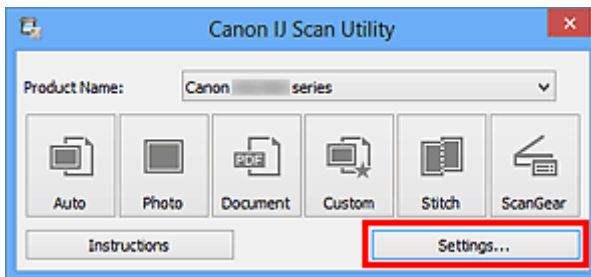 Canon IJ Scan Utility
Product Name: Canon series
PDF
Auto Photo Document Custom Stitch ScanGear
Instructions Settings...